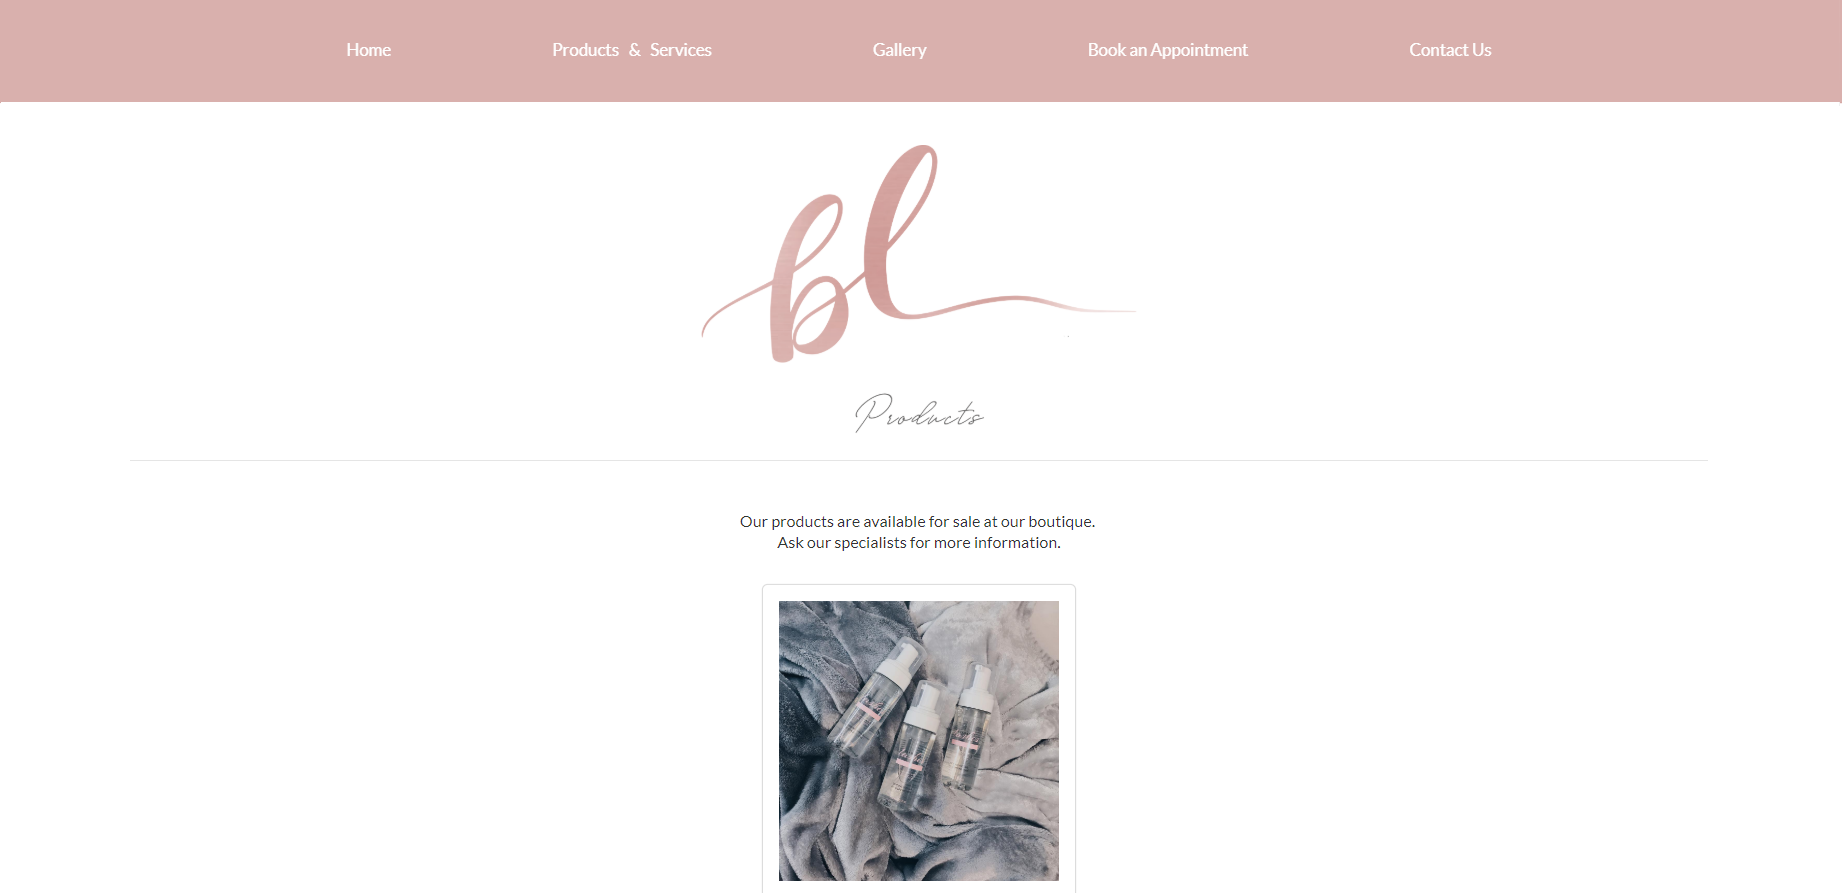 Home
Products & Services
Gallery
Book an Appointment
Contact Us
bl
Products
Our products are available for sale at our boutique.
Ask our specialists for more information.